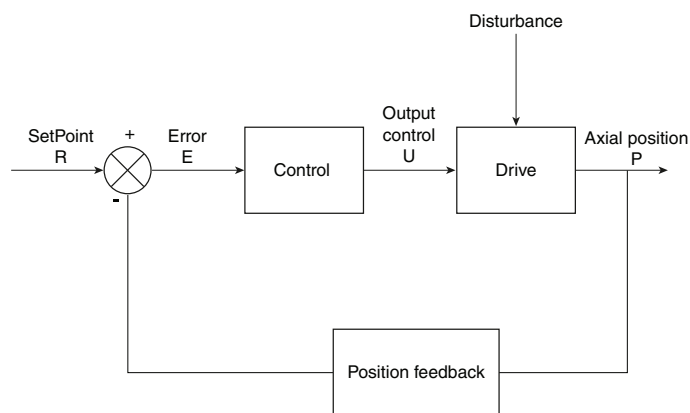 Disturbance
SetPoint
R
+
-
Error
E
Control
Output
control
U
Drive
Axial position
P
Position feedback